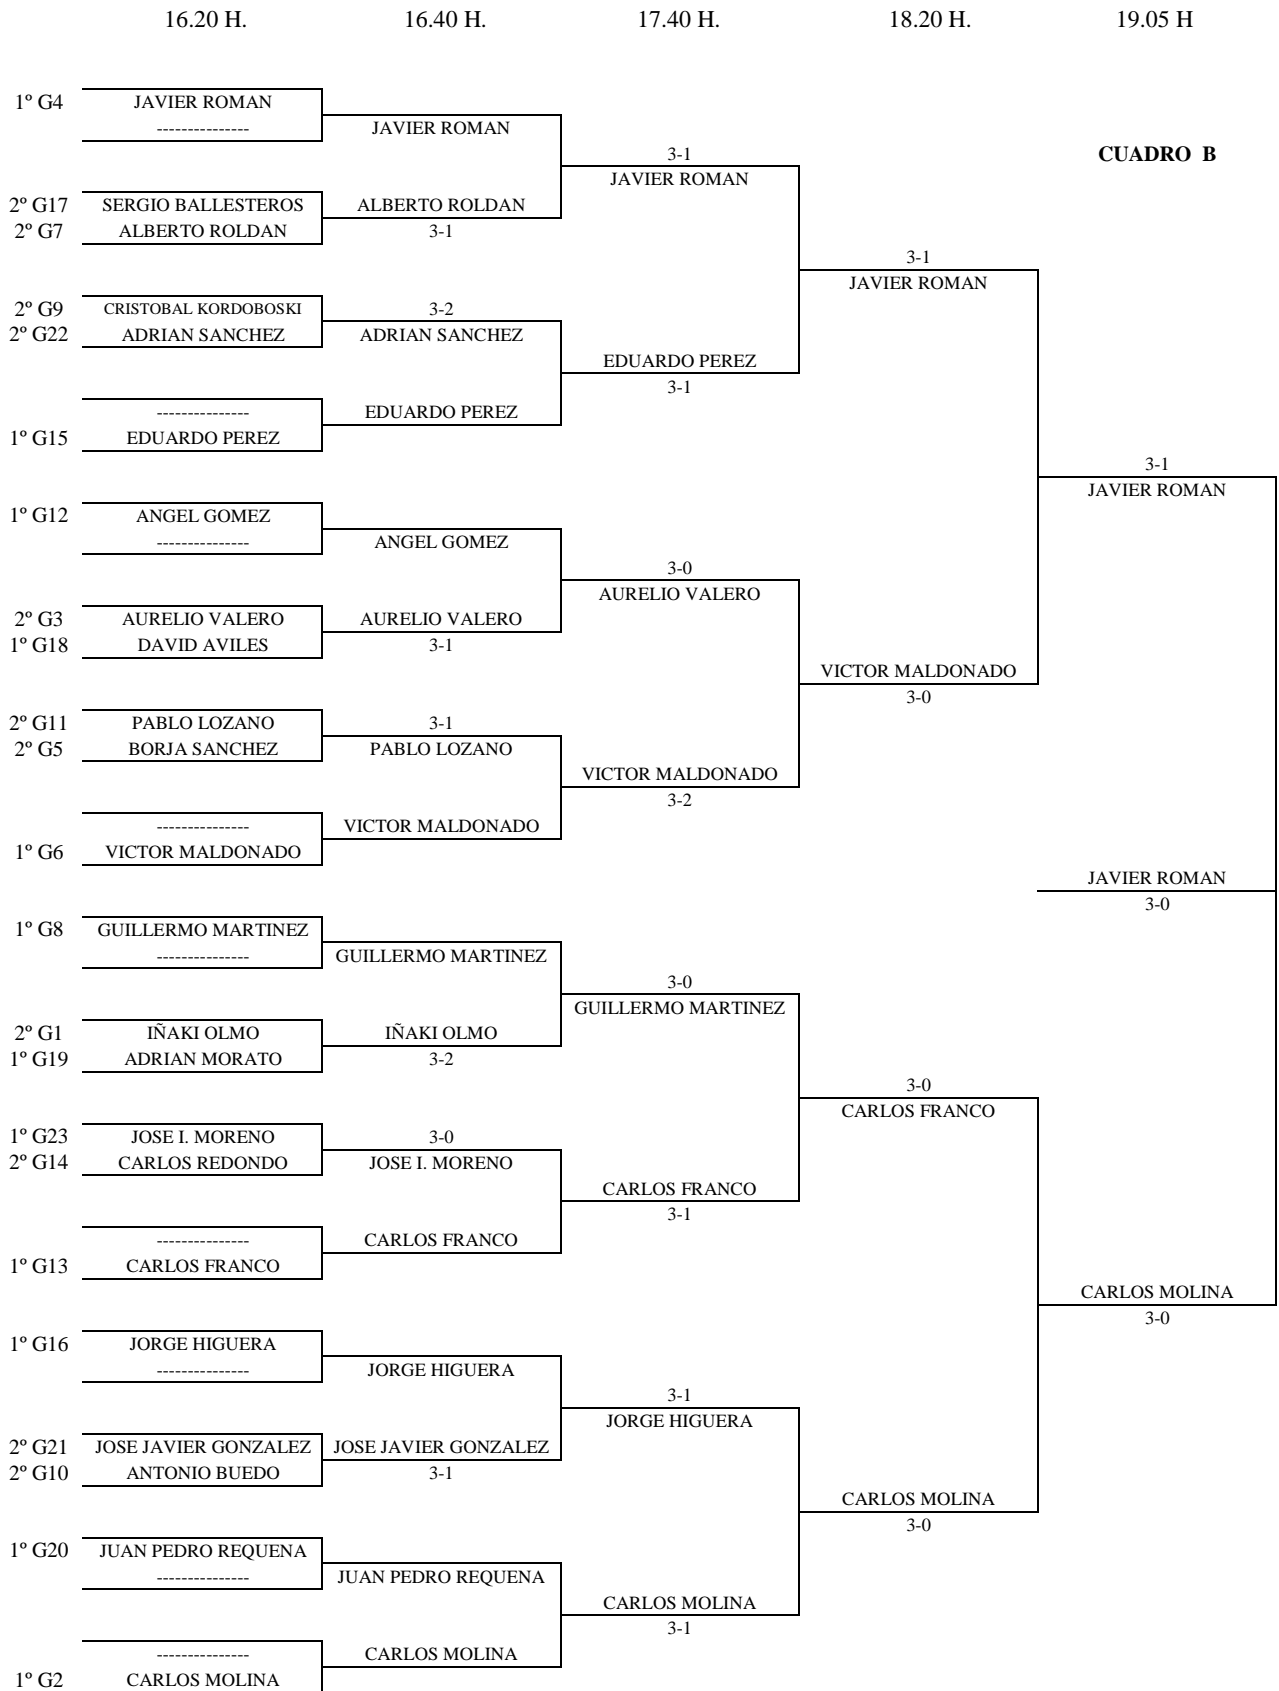 16.20 H. 16.40 H. 17.40 H. 18.20 H. 19.05 H
1º G4 JAVIER ROMAN
--------------- JAVIER ROMAN
3-1 CUADRO B
JAVIER ROMAN
2º G17 SERGIO BALLESTEROS ALBERTO ROLDAN
2º G7 ALBERTO ROLDAN 3-1
3-1
JAVIER ROMAN
2º G9 CRISTOBAL KORDOBOSKI 3-2
2º G22 ADRIAN SANCHEZ ADRIAN SANCHEZ
EDUARDO PEREZ
3-1
--------------- EDUARDO PEREZ
1º G15 EDUARDO PEREZ
3-1
JAVIER ROMAN
1º G12 ANGEL GOMEZ
--------------- ANGEL GOMEZ
3-0
AURELIO VALERO
2º G3 AURELIO VALERO AURELIO VALERO
1º G18 DAVID AVILES 3-1
VICTOR MALDONADO
3-0
2º G11 PABLO LOZANO 3-1
2º G5 BORJA SANCHEZ PABLO LOZANO
VICTOR MALDONADO
3-2
--------------- VICTOR MALDONADO
1º G6 VICTOR MALDONADO
JAVIER ROMAN
3-0
1º G8 GUILLERMO MARTINEZ
--------------- GUILLERMO MARTINEZ
3-0
GUILLERMO MARTINEZ
2º G1 IÑAKI OLMO IÑAKI OLMO
1º G19 ADRIAN MORATO 3-2
3-0
CARLOS FRANCO
1º G23 JOSE I. MORENO 3-0
2º G14 CARLOS REDONDO JOSE I. MORENO
CARLOS FRANCO
3-1
--------------- CARLOS FRANCO
1º G13 CARLOS FRANCO
CARLOS MOLINA
3-0
1º G16 JORGE HIGUERA
--------------- JORGE HIGUERA
3-1
JORGE HIGUERA
2º G21 JOSE JAVIER GONZALEZ JOSE JAVIER GONZALEZ
2º G10 ANTONIO BUEDO 3-1
CARLOS MOLINA
3-0
1º G20 JUAN PEDRO REQUENA
--------------- JUAN PEDRO REQUENA
CARLOS MOLINA
3-1
--------------- CARLOS MOLINA
1º G2 CARLOS MOLINA